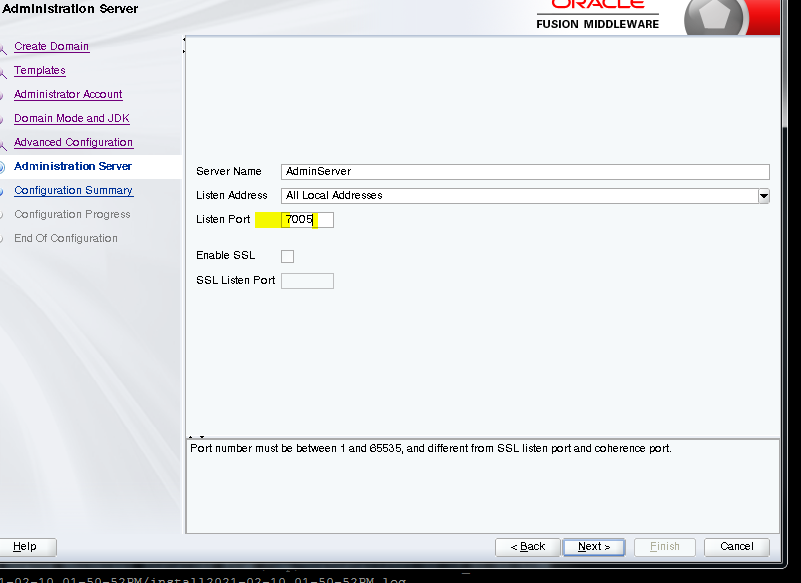 Administration Server
ORACLE
FUSION MIDDLEWARE
Create Domain
Templates
Administrator Account
Domain Mode and JDK
Advanced Configuration
Administration Server
Configuration Summary
Configuration Progress
End Of Configuration
Server Name AdminServer
Listen Address All Local Addresses
Listen Port 7005
Enable SSL
SSL Listen Port
Port number must be between 1 and 65535, and different from SSL listen port and coherence port.
Help < Back Next > Finish Cancel
1-02-10_01-50-52PM/install2021-02-10_01-50-52PM.log